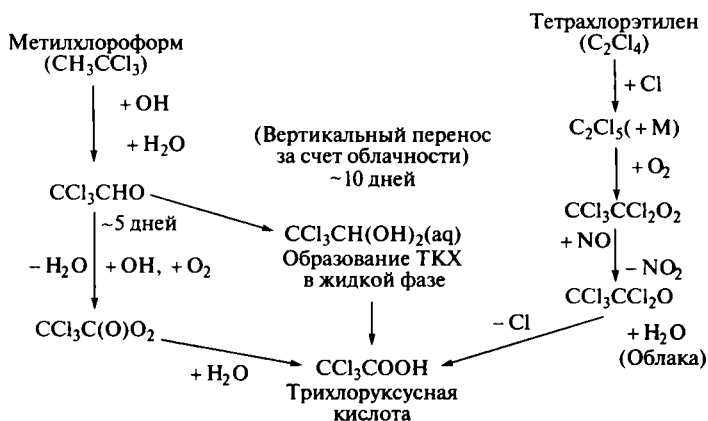 Метилхлороформ
(CH₃CCl₃)
+ OH
+ H₂O
CCl₃CHO
~5 дней
– H₂O
+ OH, + O₂
CCl₃C(O)O₂
+ H₂O
(Вертикальный перенос
за счет облачности)
~10 дней
CCl₃CH(OH)₂(aq)
Образование ТКХ
в жидкой фазе
CCl₃COOH
Трихлоруксусная
кислота
Тетрахлорэтилен
(C₂Cl₄)
+ Cl
C₂Cl₅(+ M)
+ O₂
CCl₃CCl₂O₂
+ NO
– NO₂
CCl₃CCl₂O
– Cl
+ H₂O
(Облака)